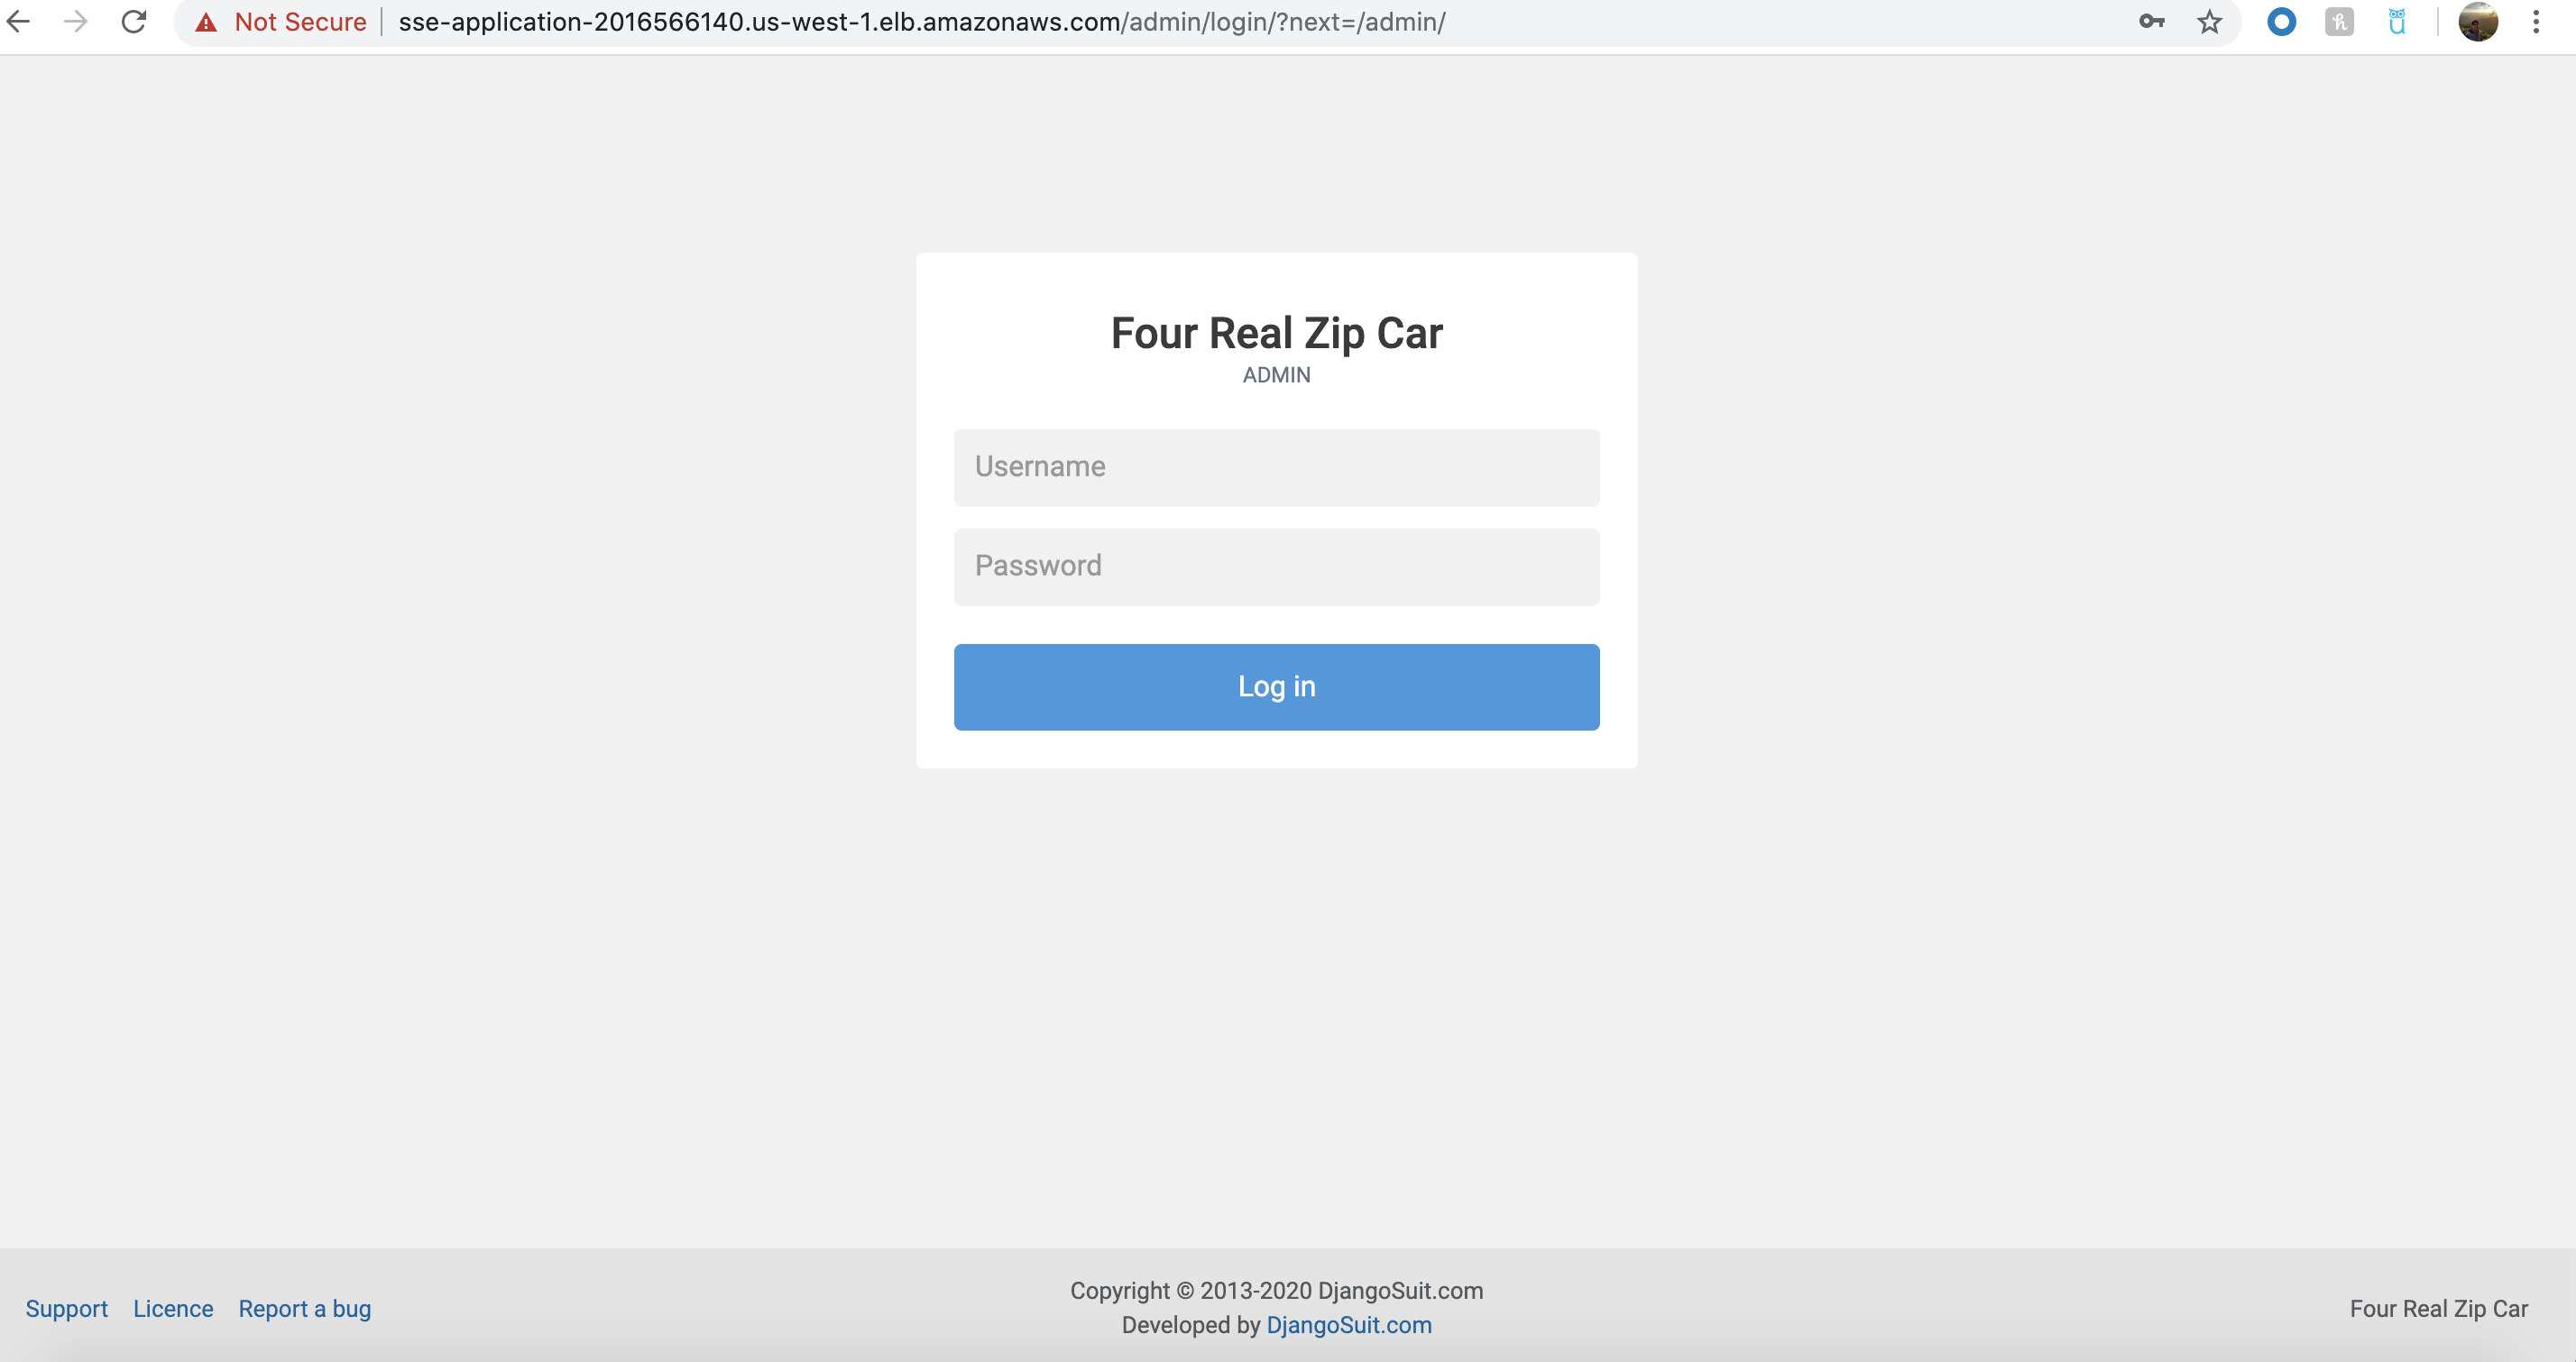 Not Secure sse-application-2016566140.us-west-1.elb.amazonaws.com/admin/login/?next=/admin/
Four Real Zip Car
ADMIN
Username
Password
Log in
Support Licence Report a bug
Copyright © 2013-2020 DjangoSuit.com
Developed by DjangoSuit.com
Four Real Zip Car